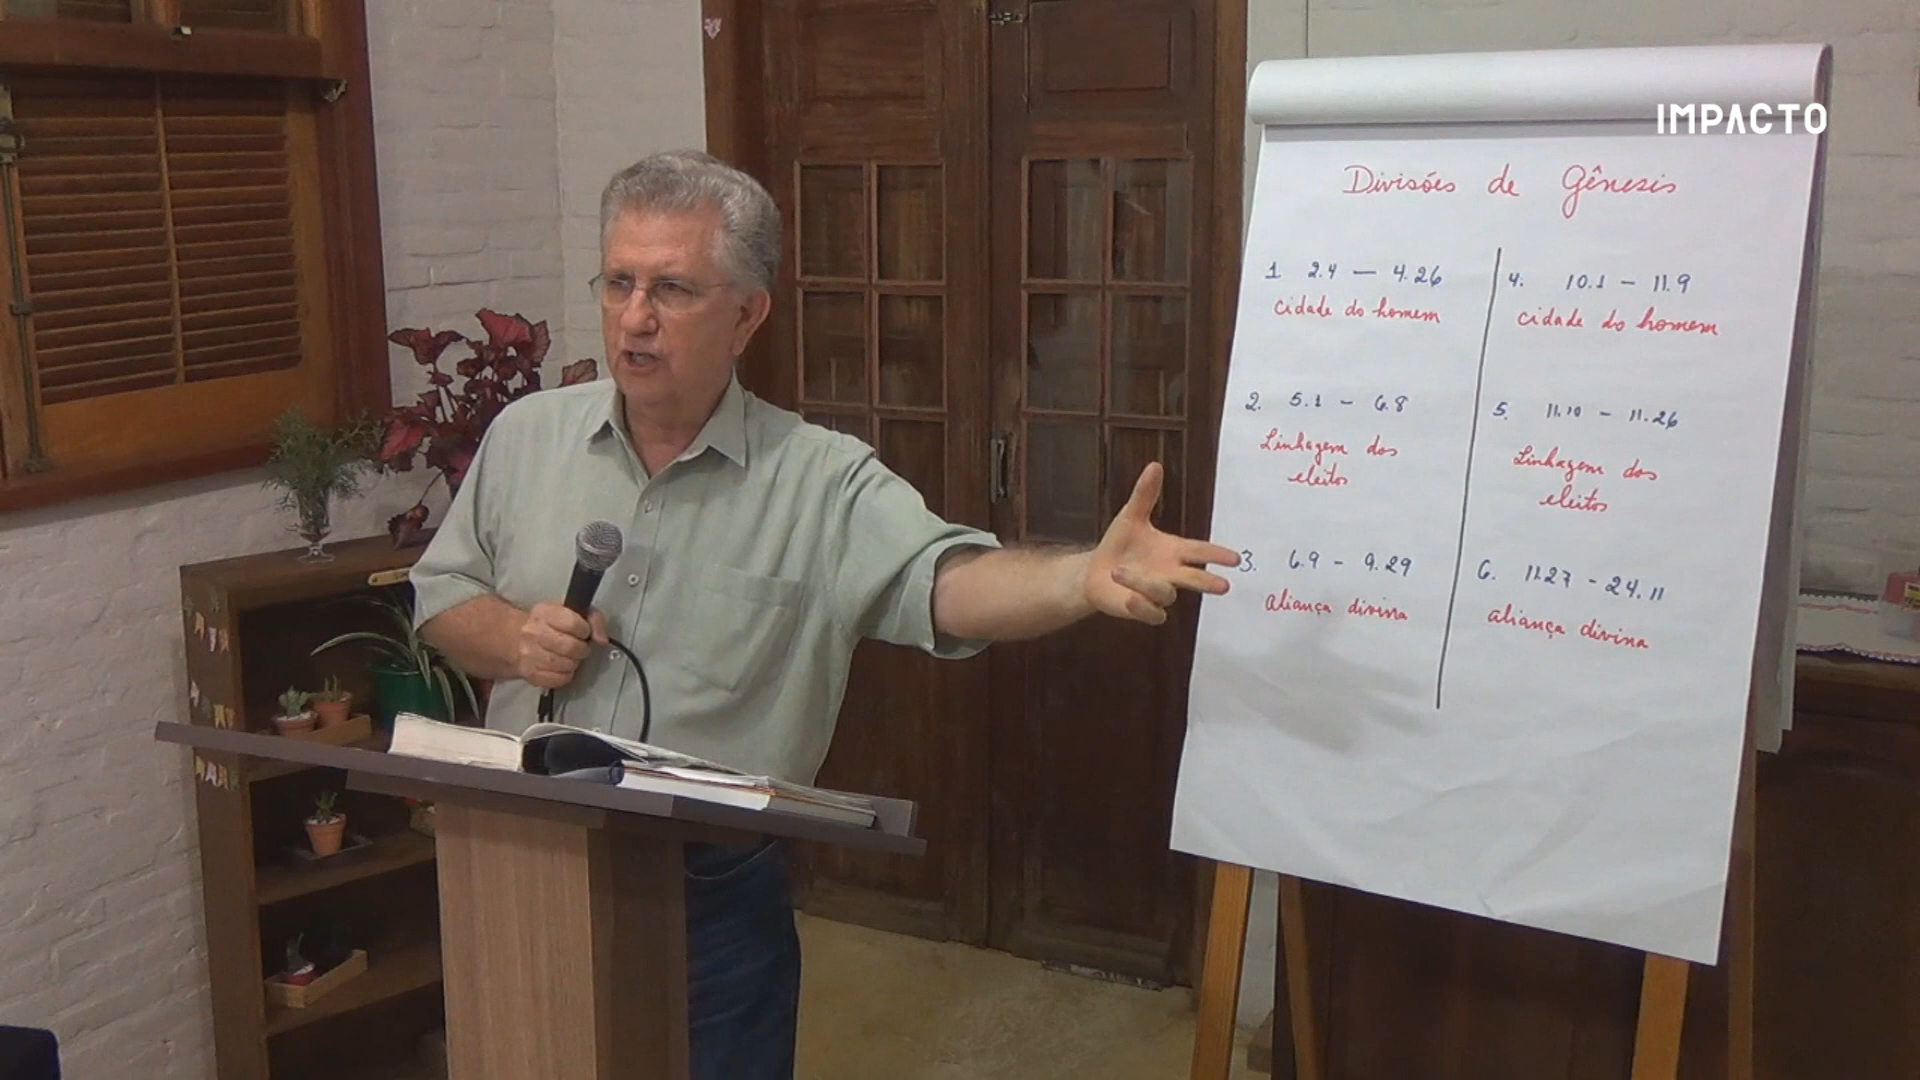 IMPACTO
Divisões de Gênesis
1. 2.4 — 4.26
cidade do homem
2. 5.1 - 6.8
Linhagem dos
eleitos
3. 6.9 - 9.29
aliança divina
4. 10.1 - 11.9
cidade do homem
5. 11.10 - 11.26
Linhagem dos
eleitos
6. 11.27 - 24.11
aliança divina